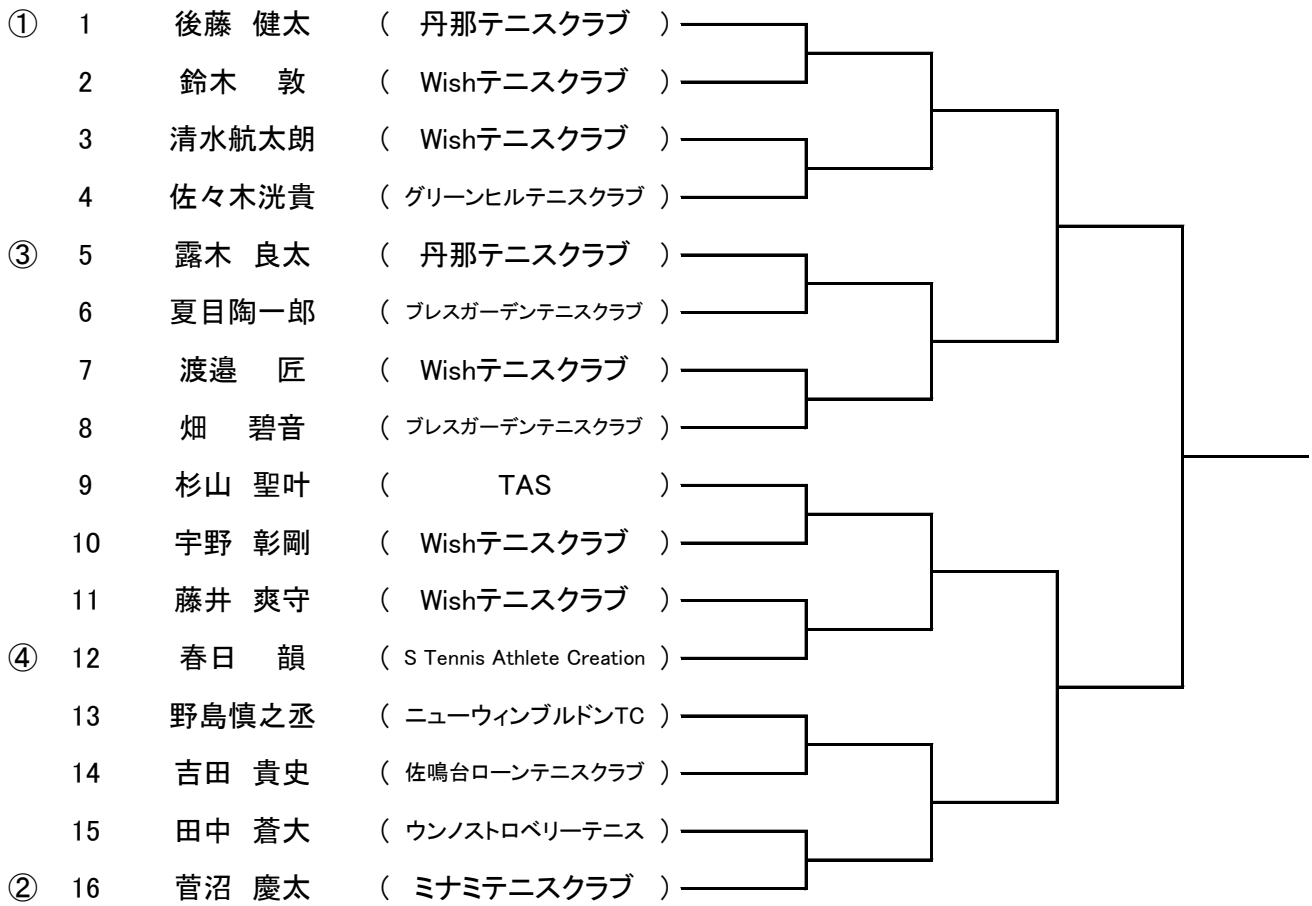 ① 1 後藤 健太 ( 丹那テニスクラブ )
2 鈴木 敦 ( Wishテニスクラブ )
3 清水航太朗 ( Wishテニスクラブ )
4 佐々木洸貴 ( グリーンヒルテニスクラブ )
③ 5 露木 良太 ( 丹那テニスクラブ )
6 夏目陶一郎 ( ブレスガーデンテニスクラブ )
7 渡邉 匠 ( Wishテニスクラブ )
8 畑 碧音 ( ブレスガーデンテニスクラブ )
9 杉山 聖叶 ( TAS )
10 宇野 彰剛 ( Wishテニスクラブ )
11 藤井 爽守 ( Wishテニスクラブ )
④ 12 春日 韻 ( S Tennis Athlete Creation )
13 野島慎之丞 ( ニューウィンブルドンTC )
14 吉田 貴史 ( 佐鳴台ローンテニスクラブ )
15 田中 蒼大 ( ウンノストロベリーテニス )
② 16 菅沼 慶太 ( ミナミテニスクラブ )